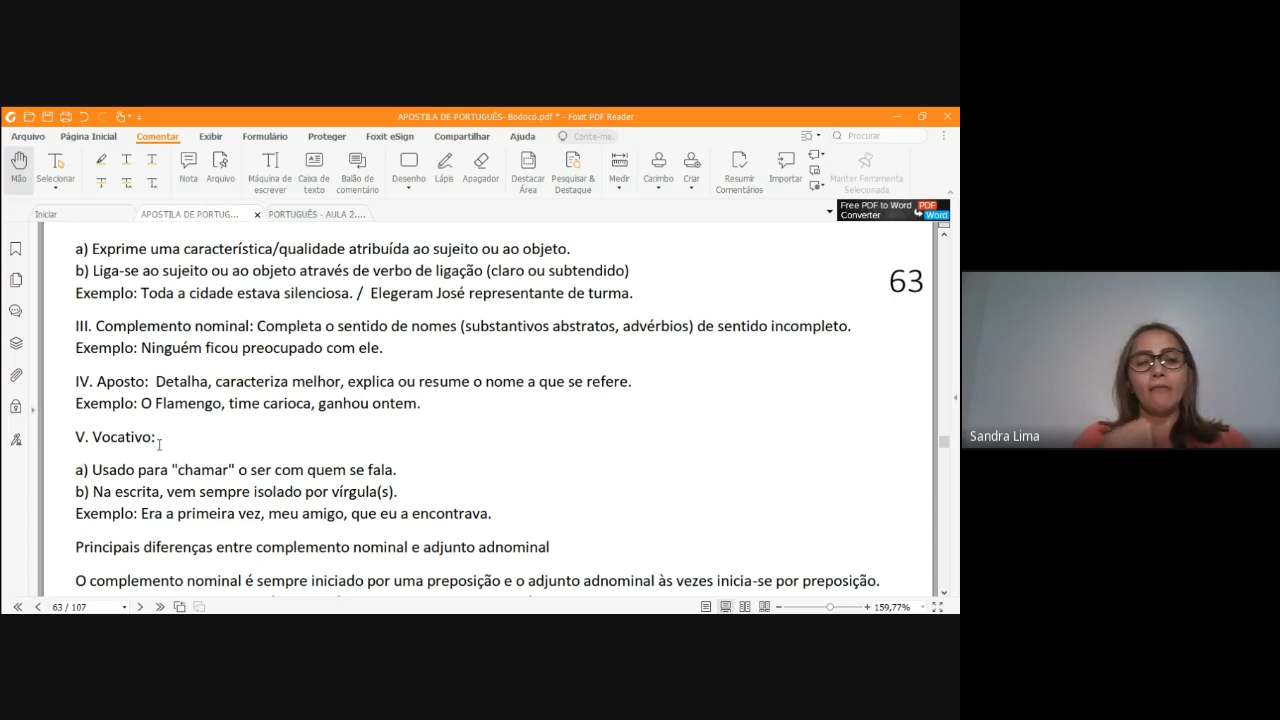 APOSTILA DE PORTUGUÊS- Bodocó.pdf * - Foxit PDF Reader
Arquivo Página Inicial Comentar Exibir Formulário Proteger Foxit eSign Compartilhar Ajuda Conte-me. Procurar
Mão Selecionar Nota Arquivo Máquina de escrever Caixa de texto Balão de comentário Desenho Lápis Apagador Destacar Área Pesquisar & Destaque Medir Carimbo Criar Resumir Comentários Importar Manter Ferramenta Selecionada
Iniciar APOSTILA DE PORTUG... PORTUGUÊS - AULA 2....
Free PDF to Word Converter PDF Word
a) Exprime uma característica/qualidade atribuída ao sujeito ou ao objeto.
b) Liga-se ao sujeito ou ao objeto através de verbo de ligação (claro ou subtendido)
63
Exemplo: Toda a cidade estava silenciosa. / Elegeram José representante de turma.
III. Complemento nominal: Completa o sentido de nomes (substantivos abstratos, advérbios) de sentido incompleto.
Exemplo: Ninguém ficou preocupado com ele.
IV. Aposto: Detalha, caracteriza melhor, explica ou resume o nome a que se refere.
Exemplo: O Flamengo, time carioca, ganhou ontem.
V. Vocativo:
a) Usado para "chamar" o ser com quem se fala.
b) Na escrita, vem sempre isolado por vírgula(s).
Exemplo: Era a primeira vez, meu amigo, que eu a encontrava.
Principais diferenças entre complemento nominal e adjunto adnominal
O complemento nominal é sempre iniciado por uma preposição e o adjunto adnominal às vezes inicia-se por preposição.
63 / 107
159,77%
Sandra Lima